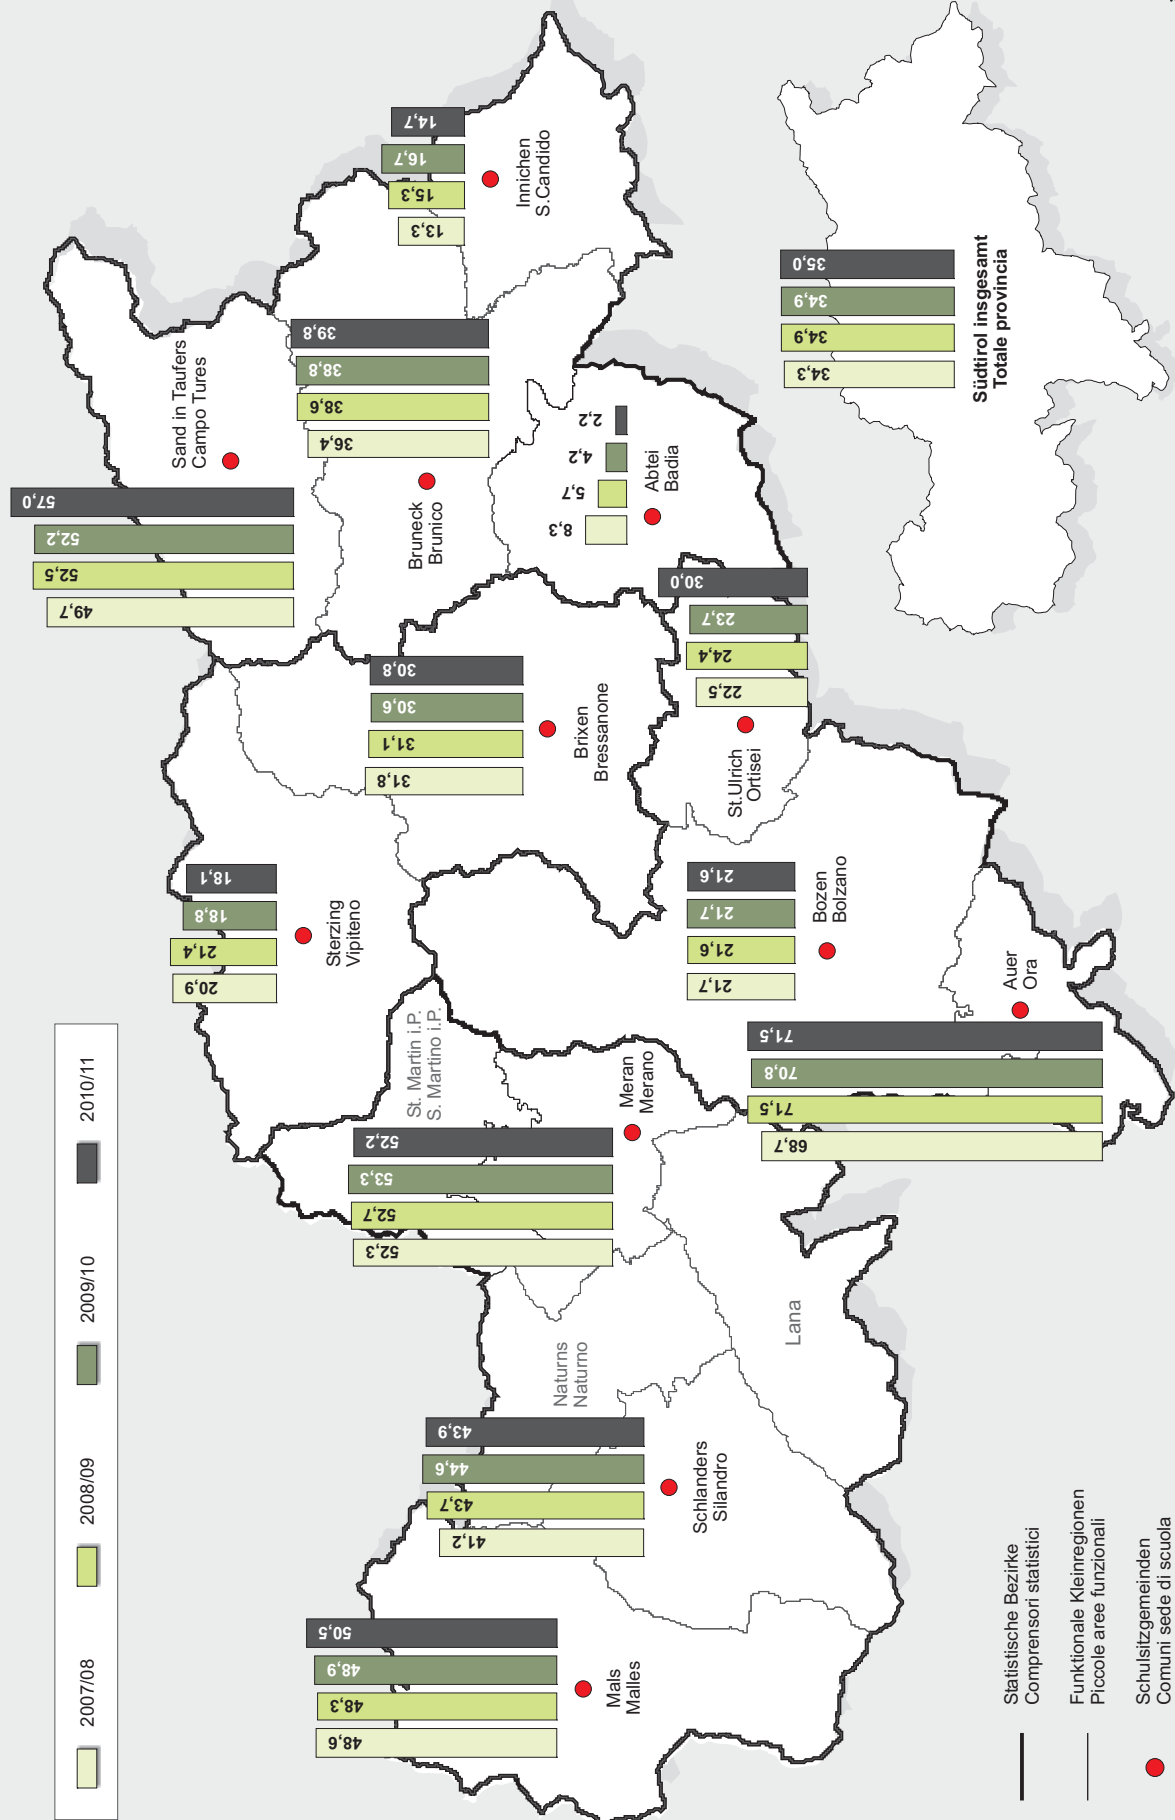 2007/08
2008/09
2009/10
2010/11
48,6
48,3
48,9
50,5
Mals
Malles
41,2
43,7
44,6
43,9
Schlanders
Silandro
Naturns
Naturno
Lana
52,3
52,7
53,3
52,2
Meran
Merano
St. Martin i.P.
S. Martino i.P.
20,9
21,4
18,8
18,1
Sterzing
Vipiteno
31,8
31,1
30,6
30,8
Brixen
Bressanone
49,7
52,5
52,2
57,0
Sand in Taufers
Campo Tures
36,4
38,6
38,8
39,8
Bruneck
Brunico
13,3
15,3
16,7
14,7
Innichen
S.Candido
8,3
5,7
4,2
2,2
Abtei
Badia
22,5
24,4
23,7
30,0
St.Ulrich
Ortisei
21,7
21,6
21,7
21,6
Bozen
Bolzano
68,7
71,5
70,8
71,5
Auer
Ora
34,3
34,9
34,9
35,0
Südtirol insgesamt
Totale provincia
Statistische Bezirke
Comprensori statistici
Funktionale Kleinregionen
Piccole aree funzionali
Schulsitzgemeinden
Comuni sede di scuola